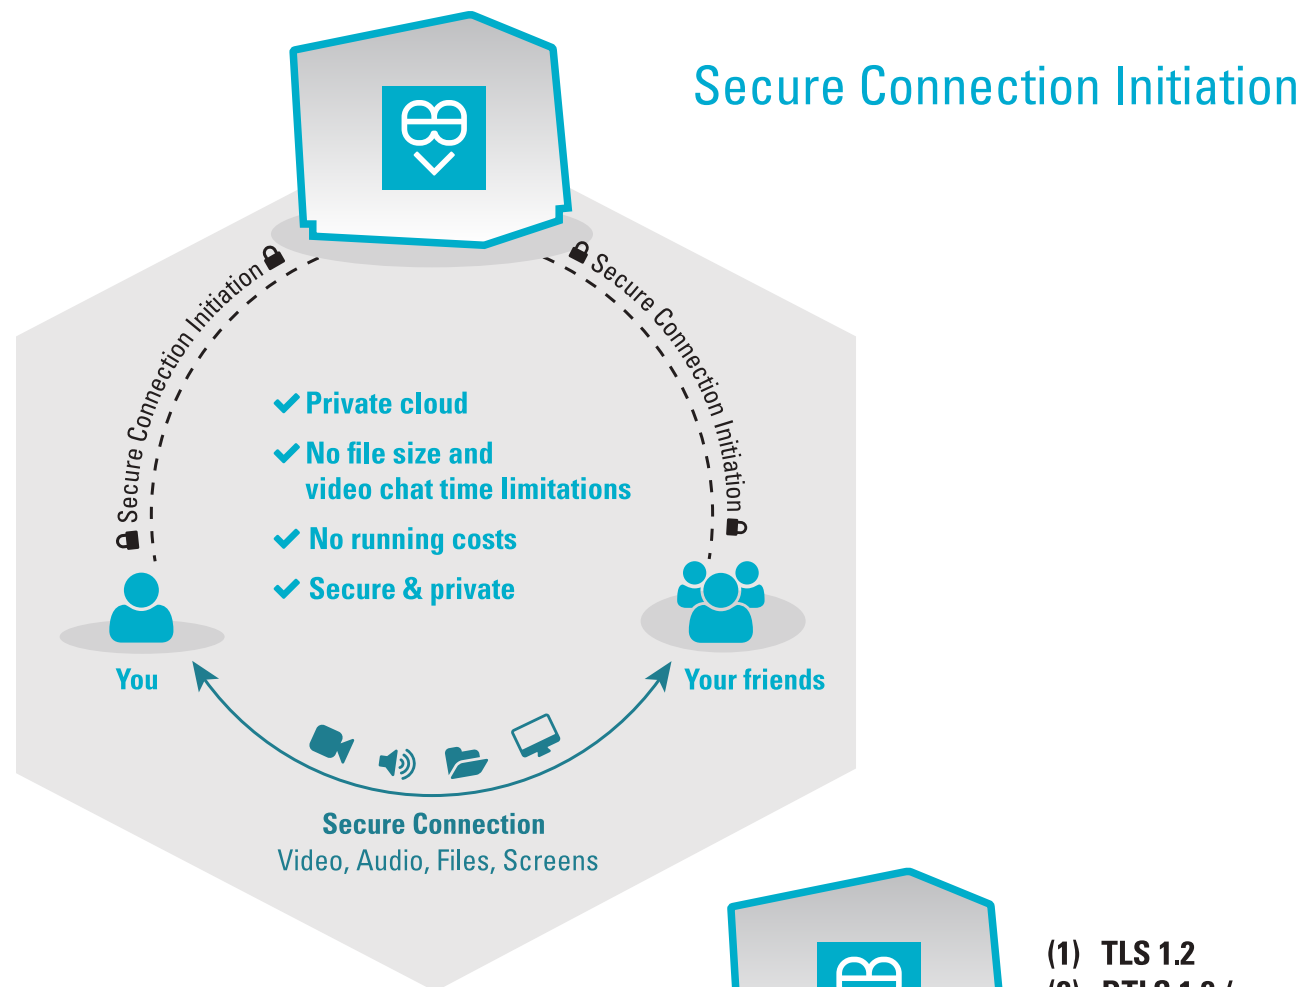 Secure Connection Initiation
Secure Connection Initiation
Secure Connection Initiation
Private cloud
No file size and
video chat time limitations
No running costs
Secure & private
You
Your friends
Secure Connection
Video, Audio, Files, Screens
(1) TLS 1.2